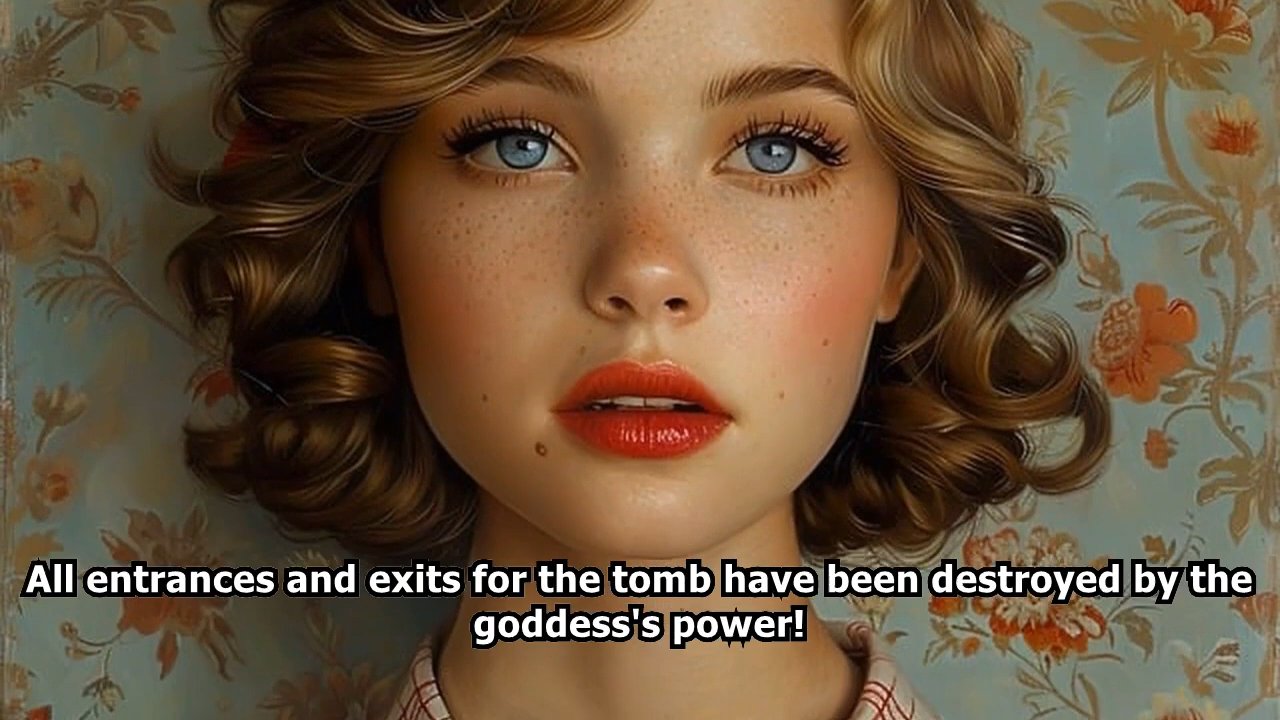 All entrances and exits for the tomb have been destroyed by the
goddess's power!